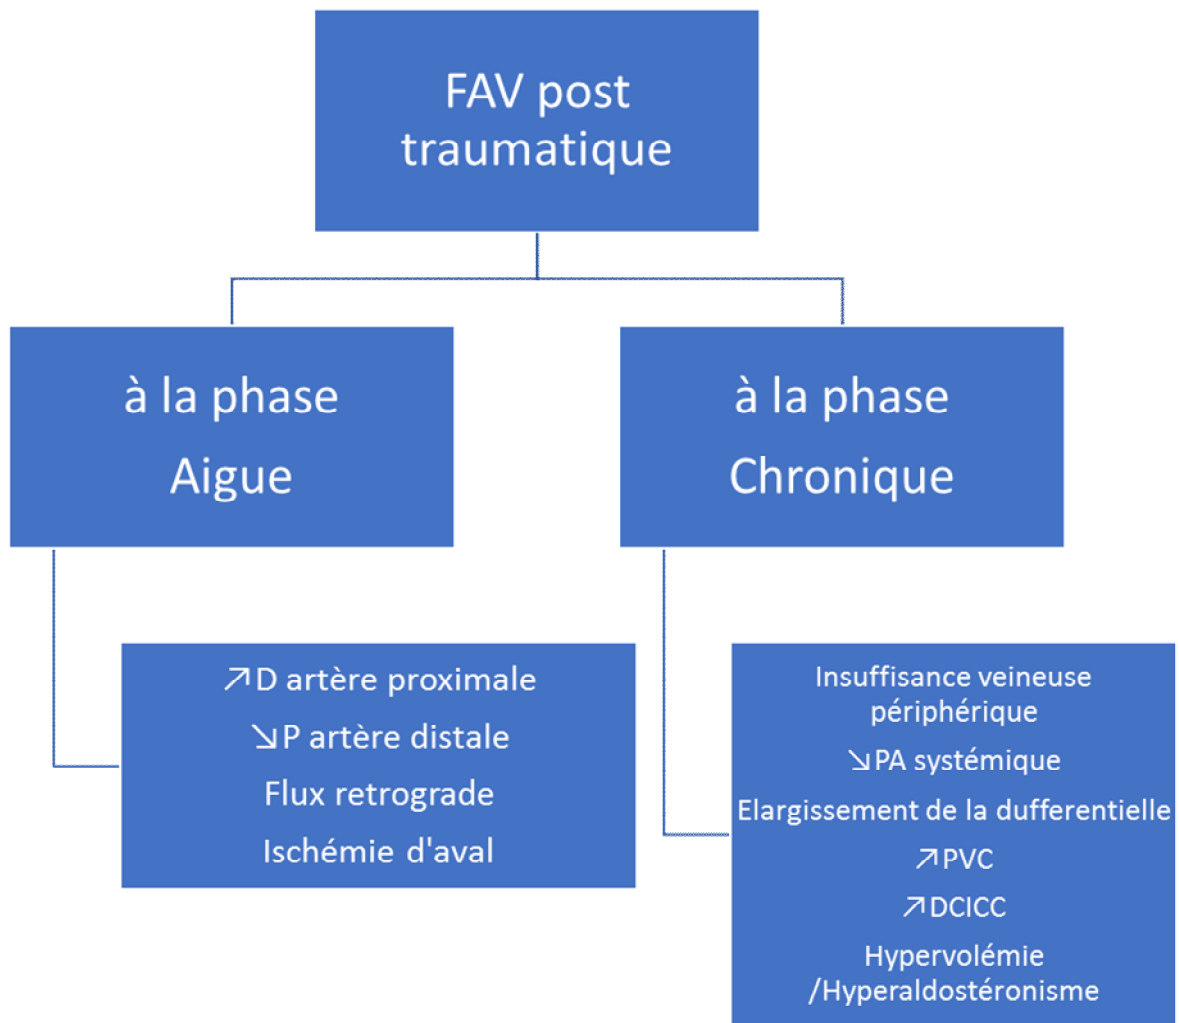 FAV post
traumatique
à la phase
Aigue
à la phase
Chronique
↗D artère proximale
↘P artère distale
Flux retrograde
Ischémie d'aval
Insuffisance veineuse
périphérique
↘PA systémique
Elargissement de la dufferentielle
↗PVC
↗DCICC
Hypervolémie
/Hyperaldostéronisme